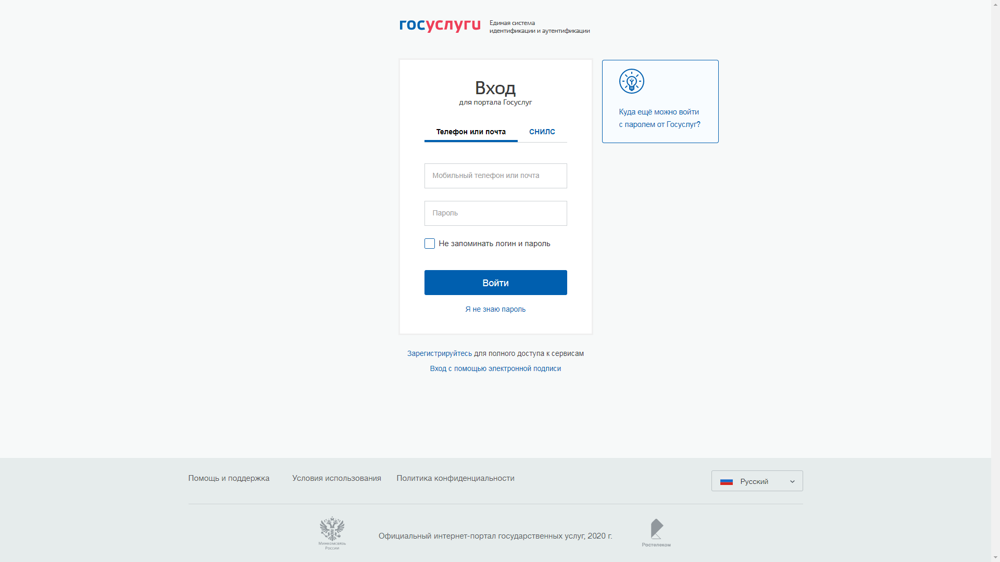 госуслуги
Единая система
идентификации и аутентификации
Вход
для портала Госуслуг
Телефон или почта
СНИЛС
Мобильный телефон или почта
Пароль
Не запоминать логин и пароль
Войти
Я не знаю пароль
Куда ещё можно войти
с паролем от Госуслуг?
Зарегистрируйтесь для полного доступа к сервисам
Вход с помощью электронной подписи
Помощь и поддержка
Условия использования
Политика конфиденциальности
Русский
Минкомсвязь
России
Официальный интернет-портал государственных услуг, 2020 г.
Ростелеком